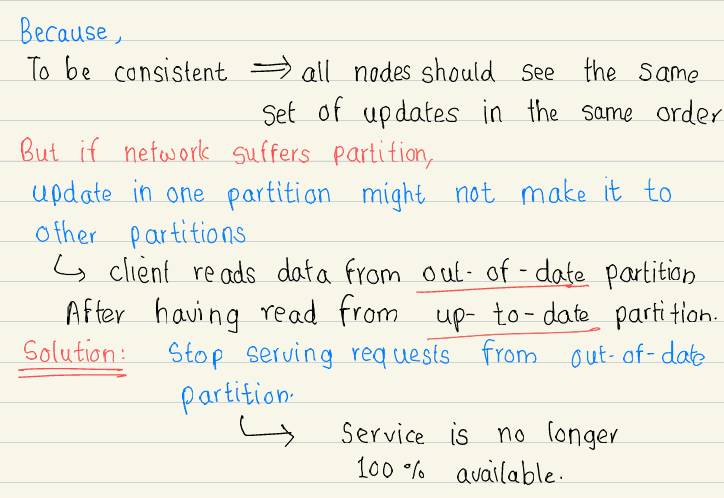 Because,
To be consistent ⟹ all nodes should see the same
set of updates in the same order
But if network suffers partition,
update in one partition might not make it to
other partitions
↳ client reads data from out-of-date partition
After having read from up-to-date partition.
Solution: Stop serving requests from out-of-date
partition.
↳ Service is no longer
100% available.